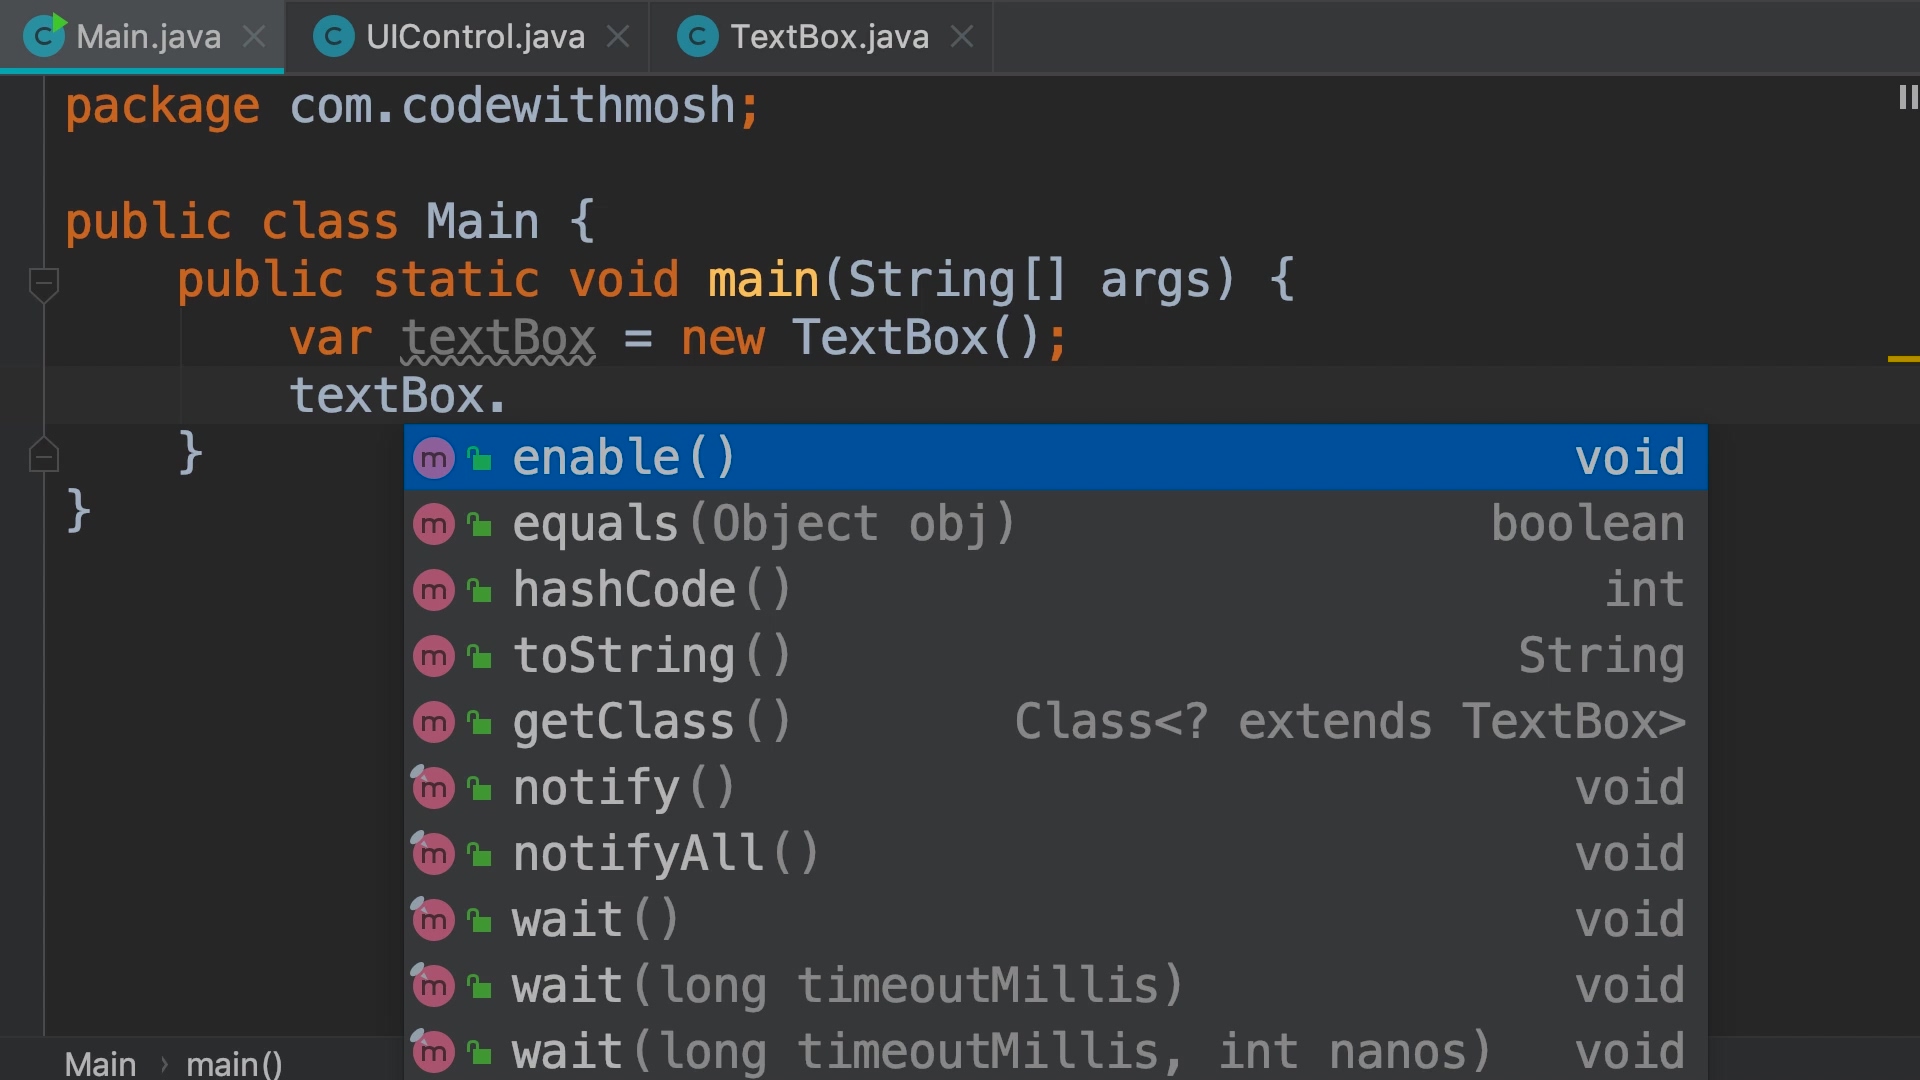 Main.java UIControl.java TextBox.java
package com.codewithmosh;
public class Main {
public static void main(String[] args) {
var textBox = new TextBox();
textBox.
}
}
m enable() void
m equals(Object obj) boolean
m hashCode() int
m toString() String
m getClass() Class<? extends TextBox>
m notify() void
m notifyAll() void
m wait() void
m wait(long timeoutMillis) void
m wait(long timeoutMillis, int nanos) void
Main › main()